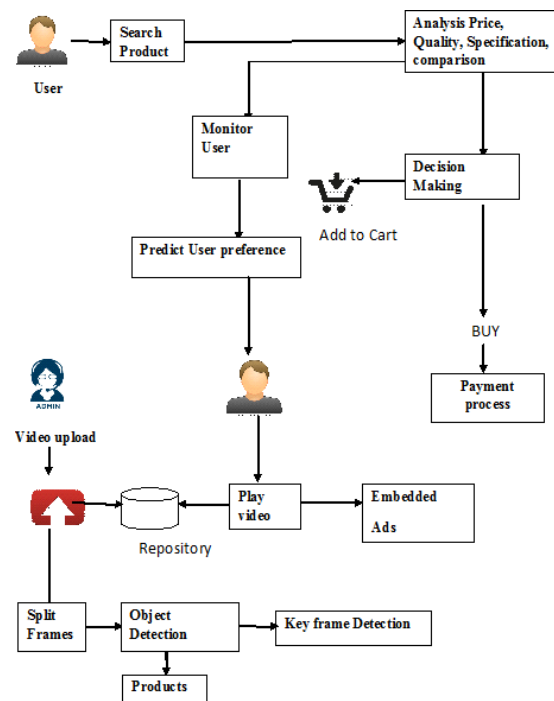 Search
Product
Analysis Price,
Quality, Specification,
comparison
User
Monitor
User
Decision
Making
Add to Cart
Predict User preference
BUY
ADMIN
Payment
process
Video upload
Play
video
Embedded
Ads
Repository
Split
Frames
Object
Detection
Key frame Detection
Products